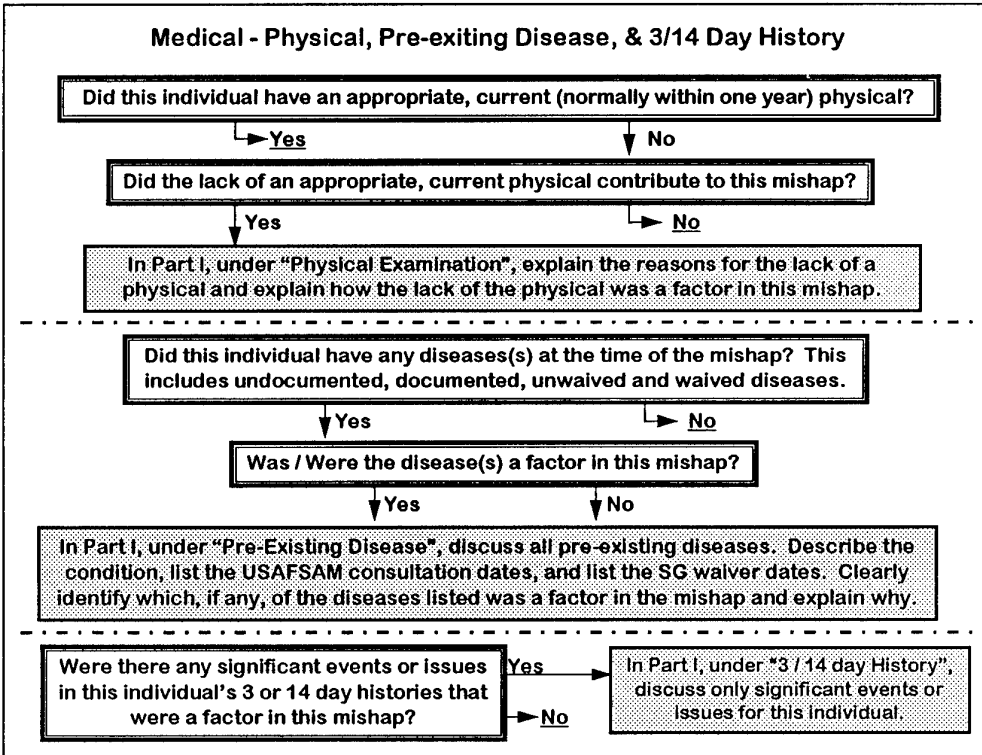 Medical - Physical, Pre-exiting Disease, & 3/14 Day History
Did this individual have an appropriate, current (normally within one year) physical?
Yes
No
Did the lack of an appropriate, current physical contribute to this mishap?
Yes
No
In Part I, under "Physical Examination", explain the reasons for the lack of a
physical and explain how the lack of the physical was a factor in this mishap.
Did this individual have any diseases(s) at the time of the mishap? This
includes undocumented, documented, unwaived and waived diseases.
Yes
No
Was / Were the disease(s) a factor in this mishap?
Yes
No
In Part I, under "Pre-Existing Disease", discuss all pre-existing diseases. Describe the
condition, list the USAFSAM consultation dates, and list the SG waiver dates. Clearly
identify which, if any, of the diseases listed was a factor in the mishap and explain why.
Were there any significant events or issues
in this individual's 3 or 14 day histories that
were a factor in this mishap?
Yes
No
In Part I, under "3 / 14 day History",
discuss only significant events or
issues for this individual.